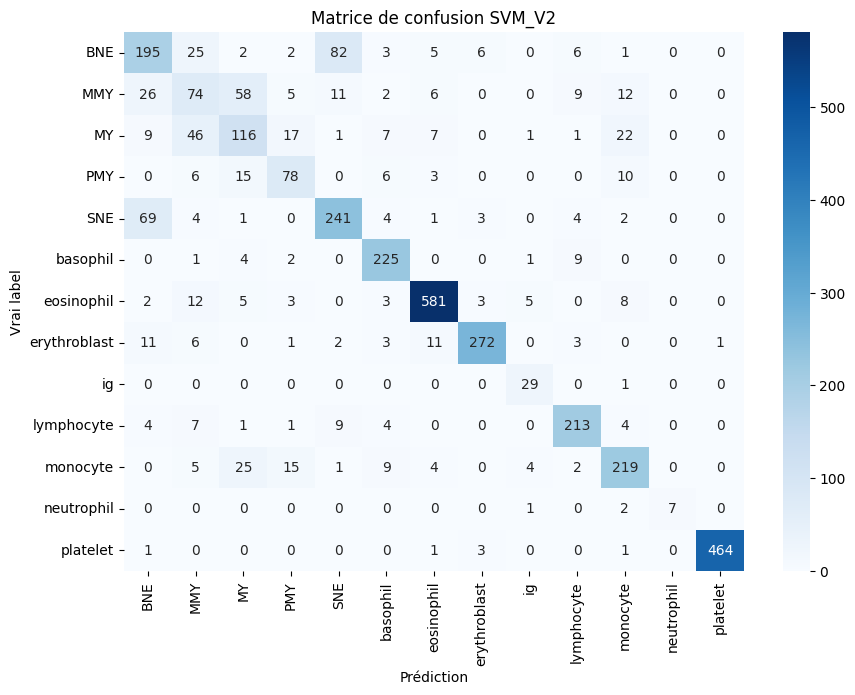 Matrice de confusion SVM_V2
Vrai label
BNE 195 25 2 2 82 3 5 6 0 6 1 0 0
MMY 26 74 58 5 11 2 6 0 0 9 12 0 0
MY 9 46 116 17 1 7 7 0 1 1 22 0 0
PMY 0 6 15 78 0 6 3 0 0 0 10 0 0
SNE 69 4 1 0 241 4 1 3 0 4 2 0 0
basophil 0 1 4 2 0 225 0 0 1 9 0 0 0
eosinophil 2 12 5 3 0 3 581 3 5 0 8 0 0
erythroblast 11 6 0 1 2 3 11 272 0 3 0 0 1
ig 0 0 0 0 0 0 0 0 29 0 1 0 0
lymphocyte 4 7 1 1 9 4 0 0 0 213 4 0 0
monocyte 0 5 25 15 1 9 4 0 4 2 219 0 0
neutrophil 0 0 0 0 0 0 0 0 1 0 2 7 0
platelet 1 0 0 0 0 0 1 3 0 0 1 0 464
BNE MMY MY PMY SNE basophil eosinophil erythroblast ig lymphocyte monocyte neutrophil platelet
Prédiction
500
400
300
200
100
0